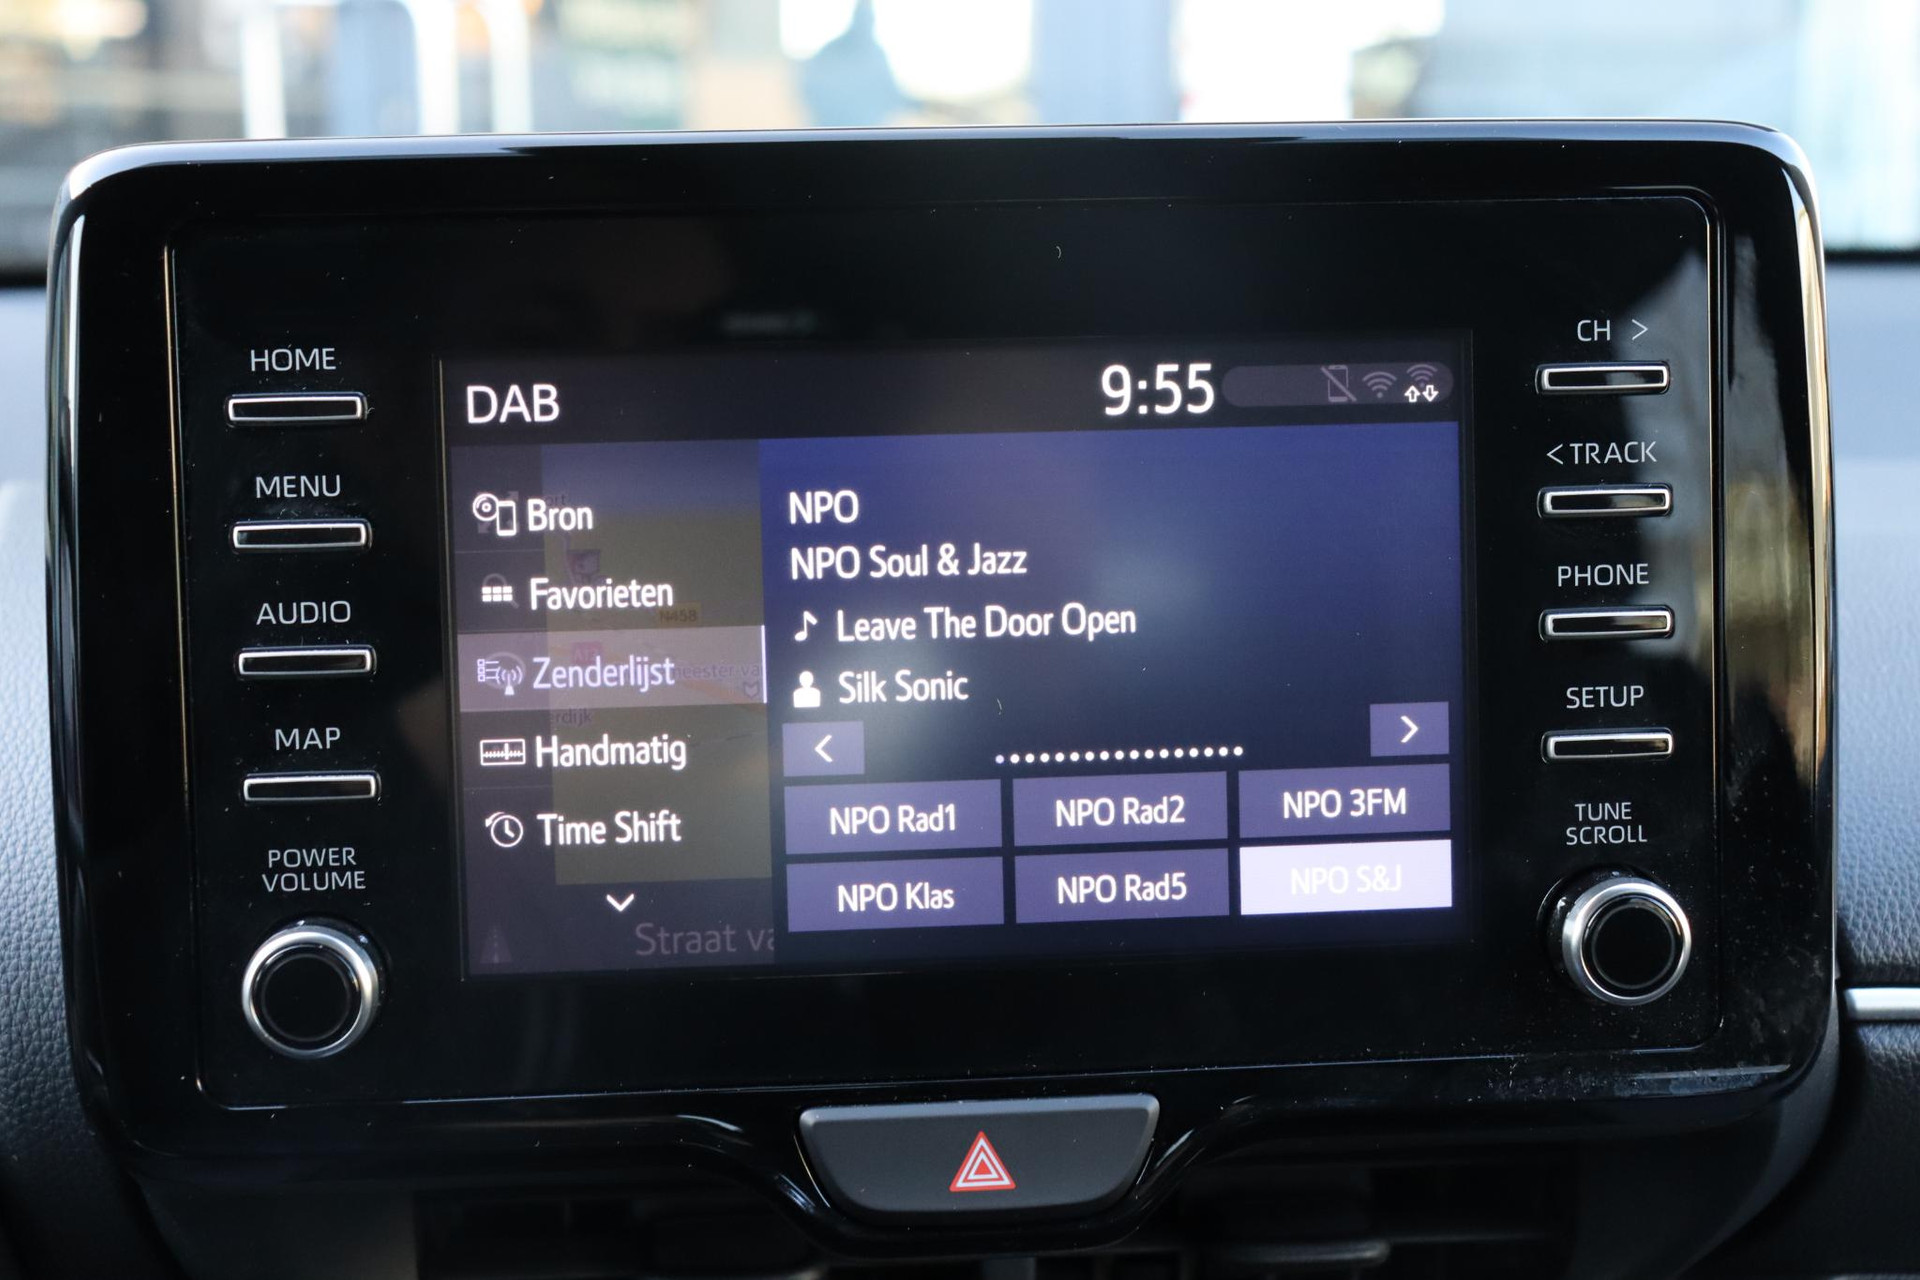 HOME
MENU
AUDIO
MAP
POWER
VOLUME
DAB
9:55
Bron
Favorieten
N458
Zenderlijst
Handmatig
Time Shift
Straat va
NPO
NPO Soul & Jazz
Leave The Door Open
Silk Sonic
<
>
NPO Rad1
NPO Rad2
NPO 3FM
NPO Klas
NPO Rad5
NPO S&J
CH >
< TRACK
PHONE
SETUP
TUNE
SCROLL